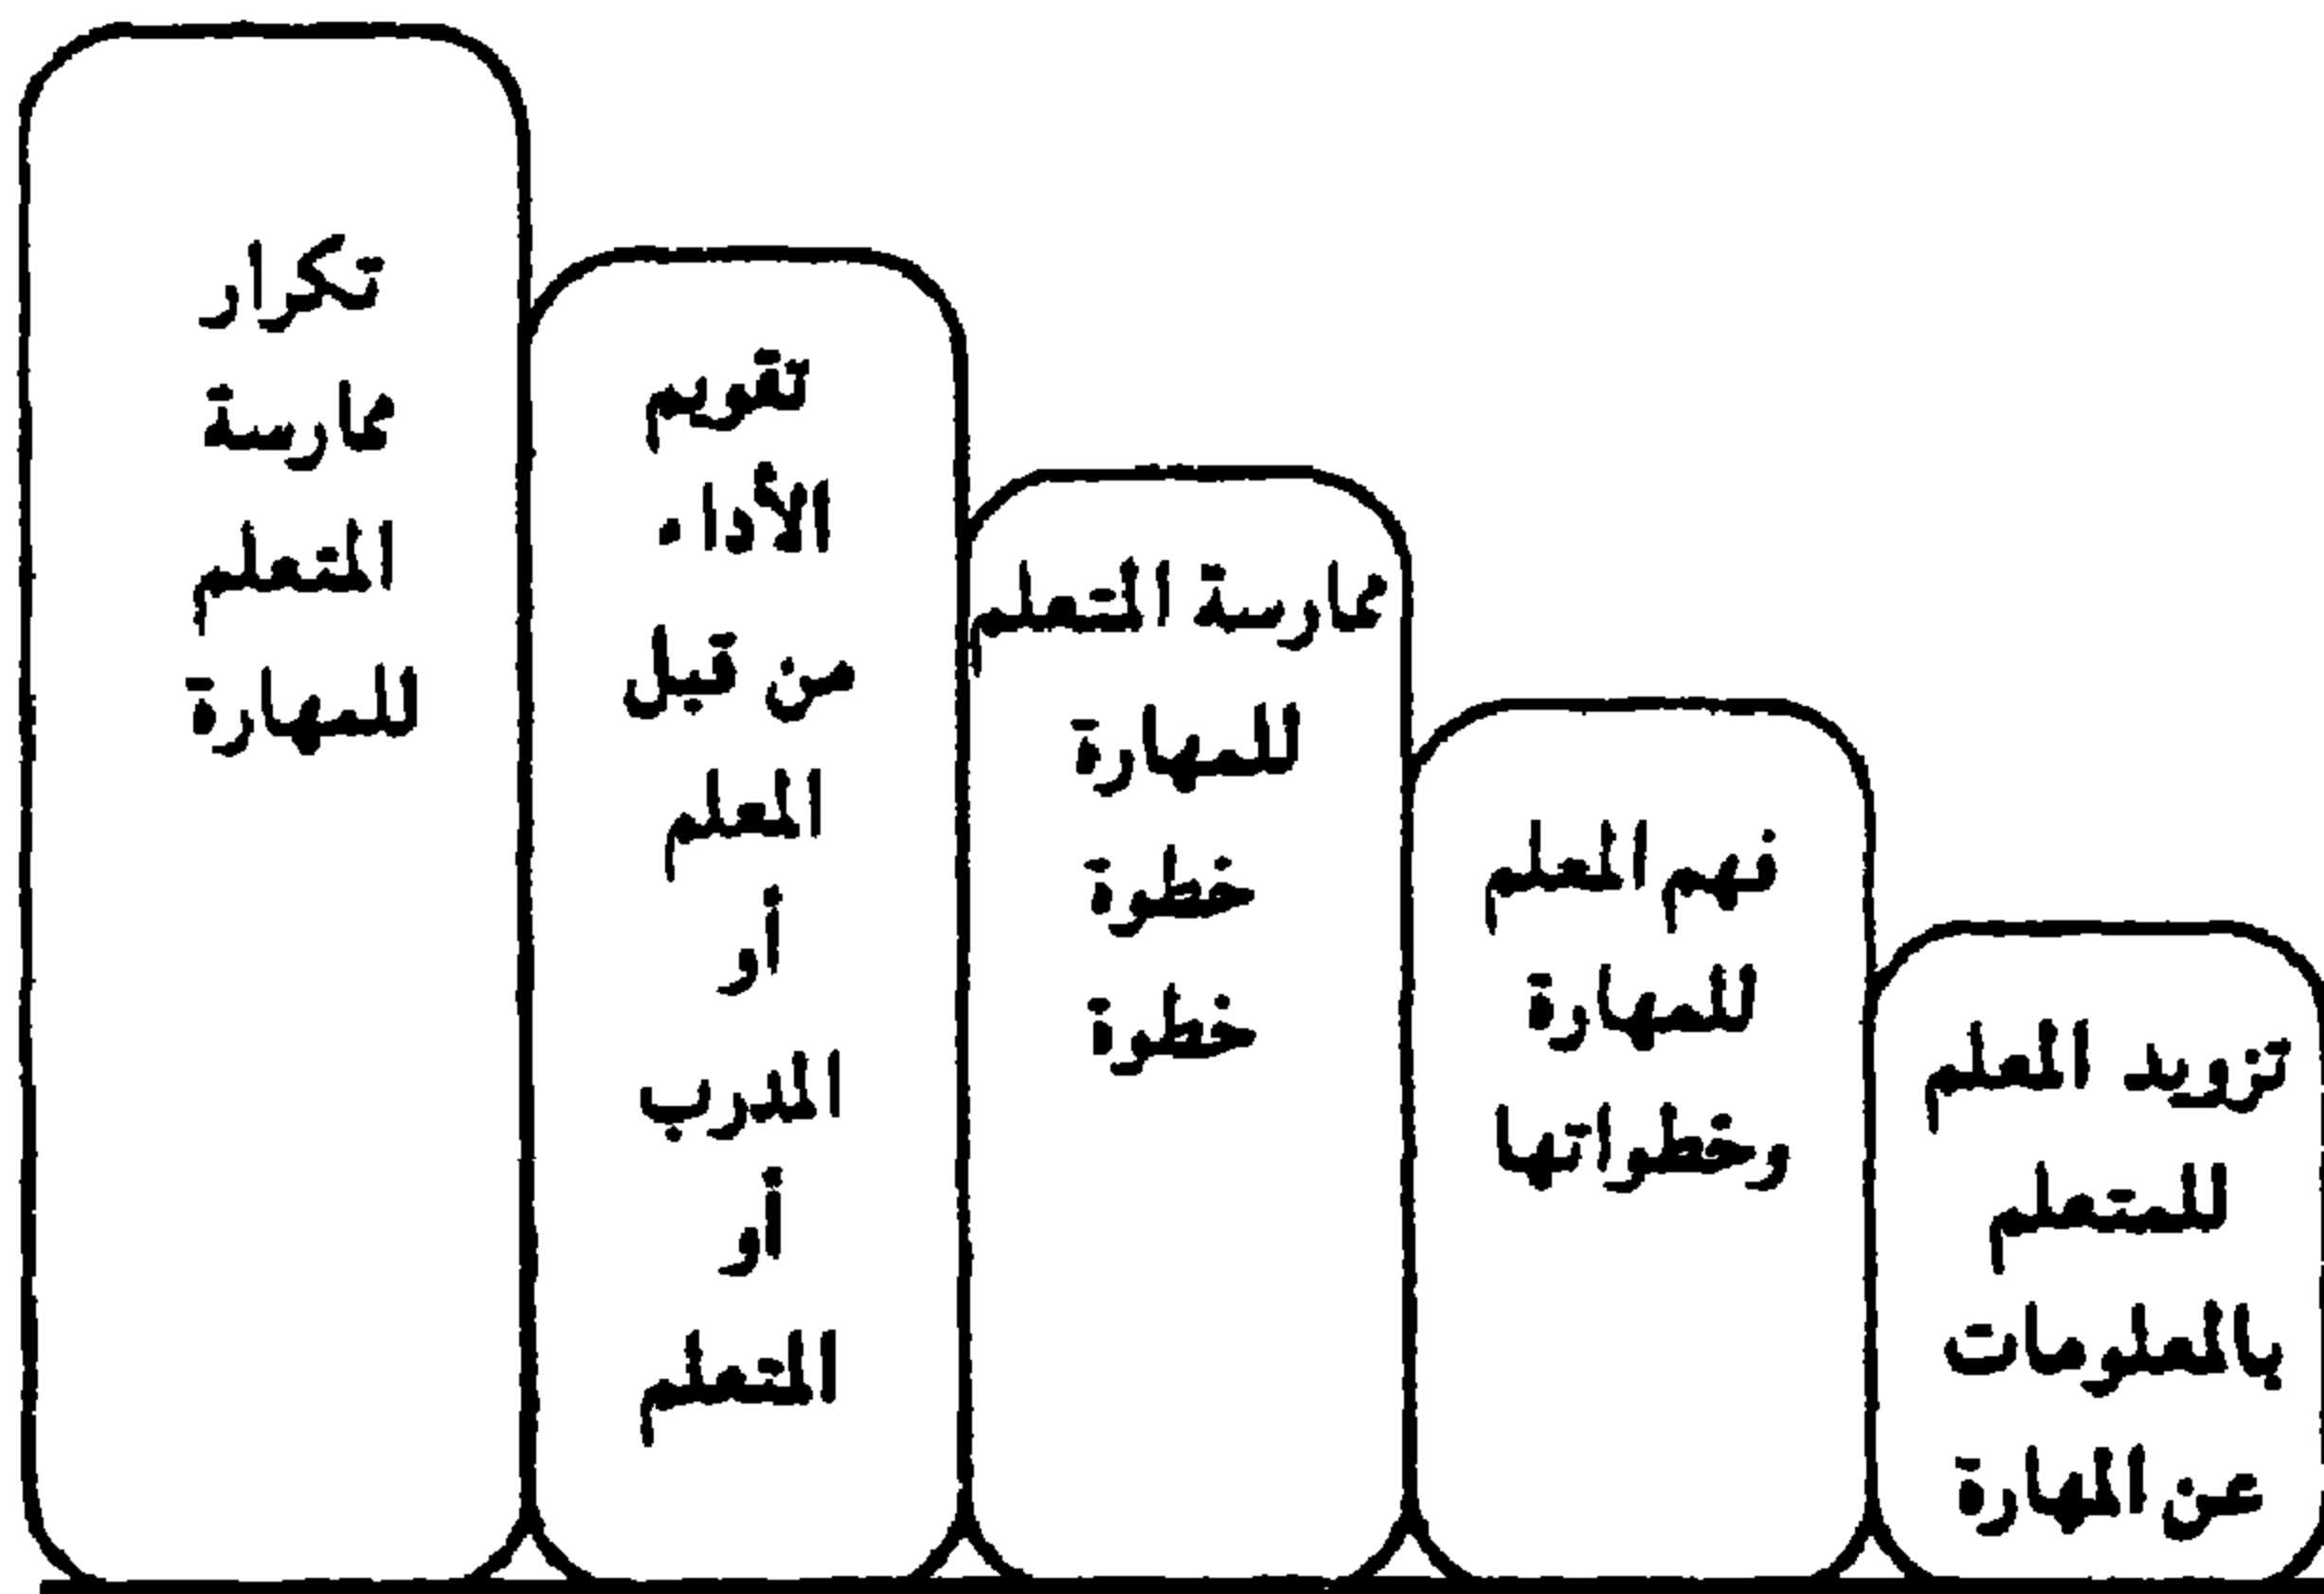 تزويد المعلم
للمتعلم
بالمعلومات
عن المهارة
فهم المعلم
للمهارة
وخطواتها
ممارسة المتعلم
للمهارة
خطوة
خطوة
تقويم
الأداء
من قبل
المعلم
أو
المدرب
أو
المتعلم
تكرار
ممارسة
المتعلم
للمهارة